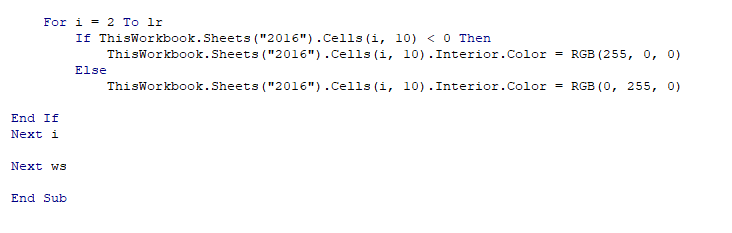 For i = 2 To lr
If ThisWorkbook.Sheets("2016").Cells(i, 10) < 0 Then
ThisWorkbook.Sheets("2016").Cells(i, 10).Interior.Color = RGB(255, 0, 0)
Else
ThisWorkbook.Sheets("2016").Cells(i, 10).Interior.Color = RGB(0, 255, 0)
End If
Next i
Next ws
End Sub